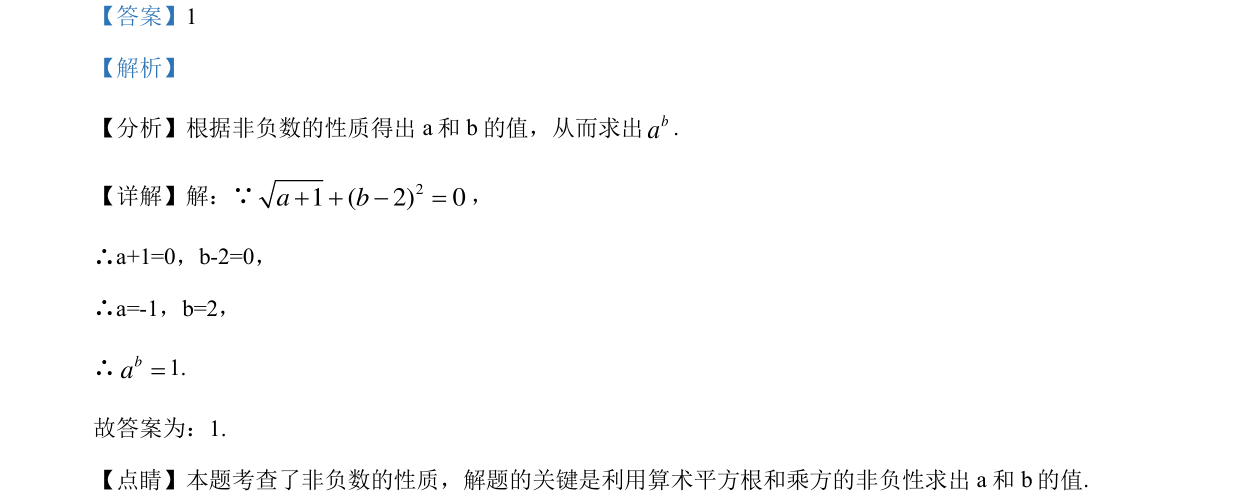 【答案】1
【解析】
【分析】根据非负数的性质得出 a 和 b 的值，从而求出 $a^b$.
【详解】解：∵ $\sqrt{a+1}+(b-2)^2=0$，
∴a+1=0，b-2=0，
∴a=-1，b=2，
∴ $a^b$ =1.
故答案为：1.
【点睛】本题考查了非负数的性质，解题的关键是利用算术平方根和乘方的非负性求出 a 和 b 的值.